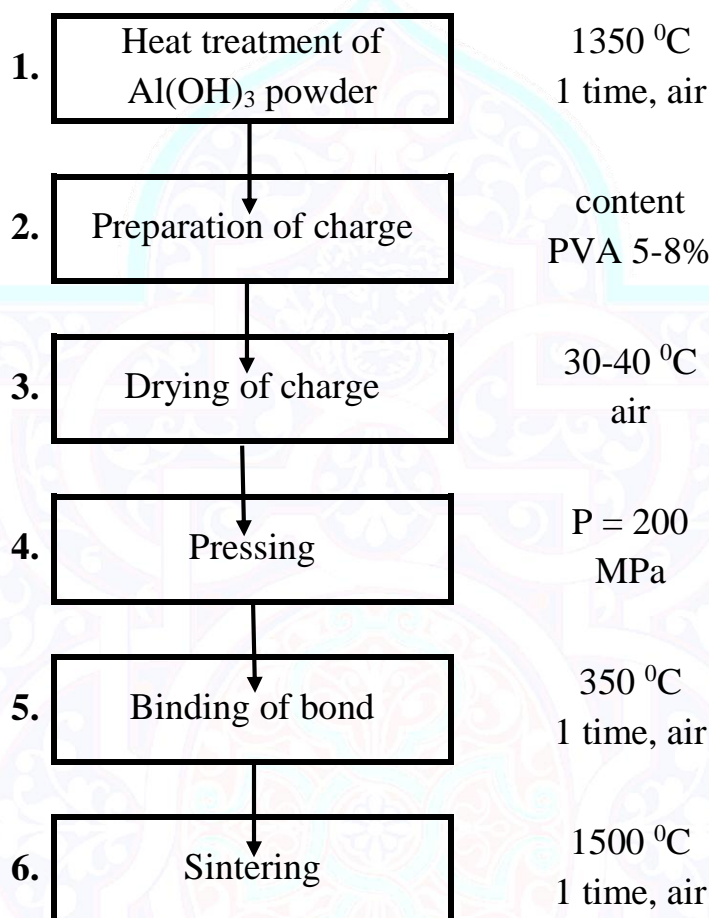 1.
Heat treatment of
Al(OH)₃ powder
1350 ⁰C
1 time, air
2.
Preparation of charge
content
PVA 5-8%
3.
Drying of charge
30-40 ⁰C
air
4.
Pressing
P = 200
MPa
5.
Binding of bond
350 ⁰C
1 time, air
6.
Sintering
1500 ⁰C
1 time, air